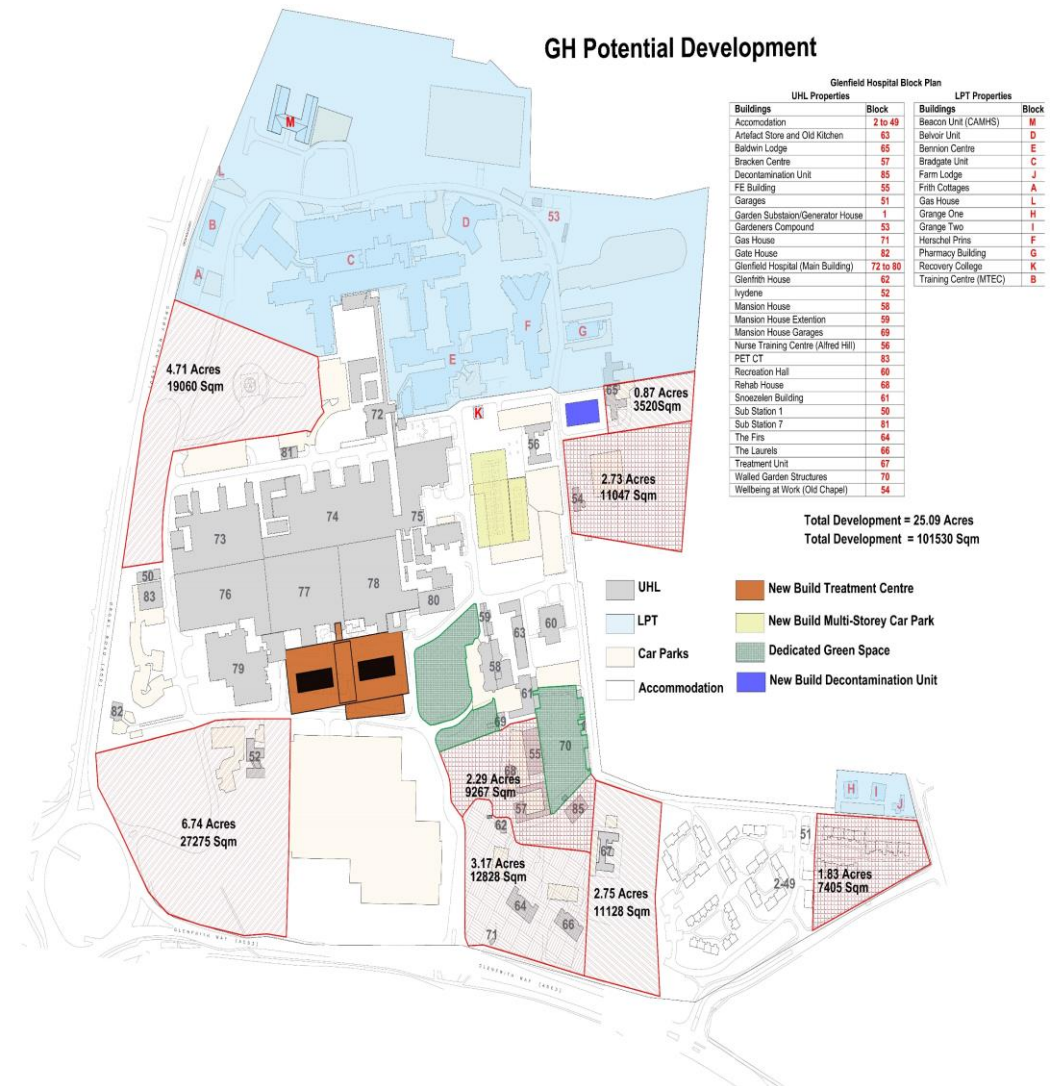 GH Potential Development
Glenfield Hospital Block Plan
UHL Properties
Buildings Block
Accomodation 2 to 49
Artefact Store and Old Kitchen 63
Baldwin Lodge 65
Bracken Centre 57
Decontamination Unit 85
FE Building 55
Garages 51
Garden Substaion/Generator House 1
Gardeners Compound 53
Gas House 71
Gate House 82
Glenfield Hospital (Main Building) 72 to 80
Glenfrith House 62
Ivydene 52
Mansion House 58
Mansion House Extention 59
Mansion House Garages 69
Nurse Training Centre (Alfred Hill) 56
PET CT 83
Recreation Hall 60
Rehab House 68
Snoezelen Building 61
Sub Station 1 50
Sub Station 7 81
The Firs 64
The Laurels 66
Treatment Unit 67
Walled Garden Structures 70
Wellbeing at Work (Old Chapel) 54
LPT Properties
Buildings Block
Beacon Unit (CAMHS) M
Belvoir Unit D
Bennion Centre E
Bradgate Unit C
Farm Lodge J
Frith Cottages A
Gas House L
Grange One H
Grange Two I
Herschel Prins F
Pharmacy Building G
Recovery College K
Training Centre (MTEC) B
Total Development = 25.09 Acres
Total Development = 101530 Sqm
UHL
LPT
Car Parks
Accommodation
New Build Treatment Centre
New Build Multi-Storey Car Park
Dedicated Green Space
New Build Decontamination Unit
M
L
B
A
D
53
C
F
G
E
4.71 Acres
19060 Sqm
65
0.87 Acres
3520Sqm
K
72
56
81
2.73 Acres
11047 Sqm
54
73
74
75
50
83
76
77
78
80
79
59
63
60
58
61
82
69
70
52
55
2.29 Acres
9267 Sqm
68
57
85
62
6.74 Acres
27275 Sqm
3.17 Acres
12828 Sqm
67
64
66
71
2.75 Acres
11128 Sqm
H
I
J
51
2-49
1.83 Acres
7405 Sqm
GLENFRITH WAY (A563)
GLENFRITH WAY (A563)